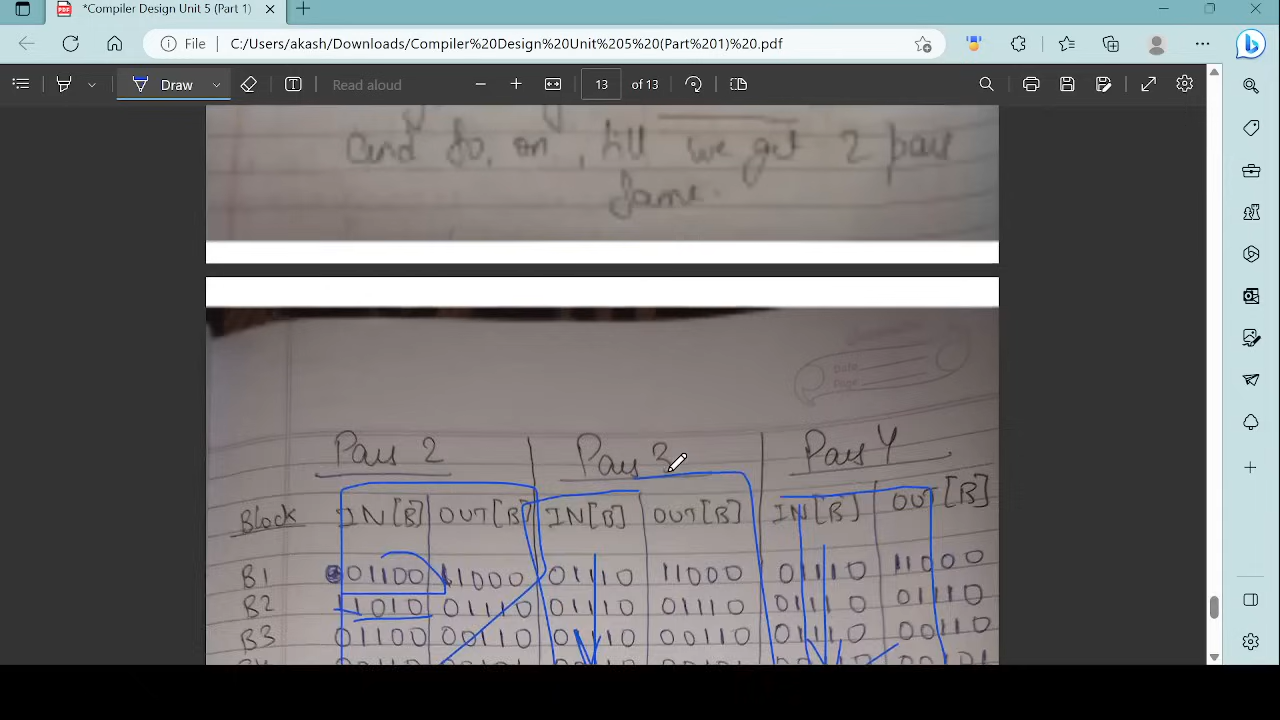 *Compiler Design Unit 5 (Part 1)
File C:/Users/akash/Downloads/Compiler%20Design%20Unit%205%20(Part%201)%20.pdf
Draw Read aloud 13 of 13
and so, on, till we get 2 pass
same.
Date
Page
Pass 2 Pass 3 Pass 4
Block IN[B] OUT[B] IN[B] OUT[B] IN[B] OUT[B]
B1 01100 11000 01110 11000 01110 11000
B2 11010 01110 01110 01110 01110 01110
B3 01100 00110 01110 00110 01110 00110